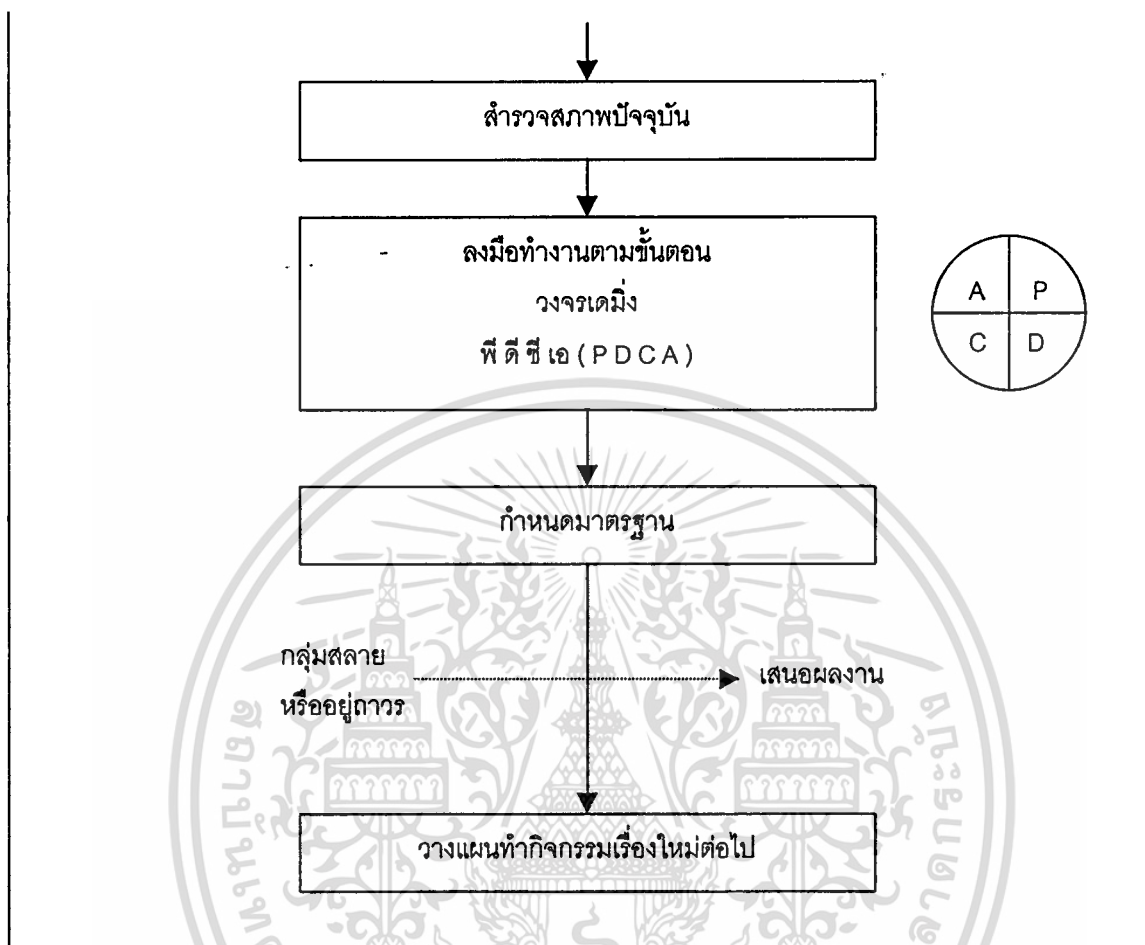 สำรวจสภาพปัจจุบัน
ลงมือทำงานตามขั้นตอน
วงจรเดมิ่ง
พี ดี ซี เอ ( P D C A )
A P
C D
กำหนดมาตรฐาน
กลุ่มสลาย
หรืออยู่ถาวร
เสนอผลงาน
วางแผนทำกิจกรรมเรื่องใหม่ต่อไป